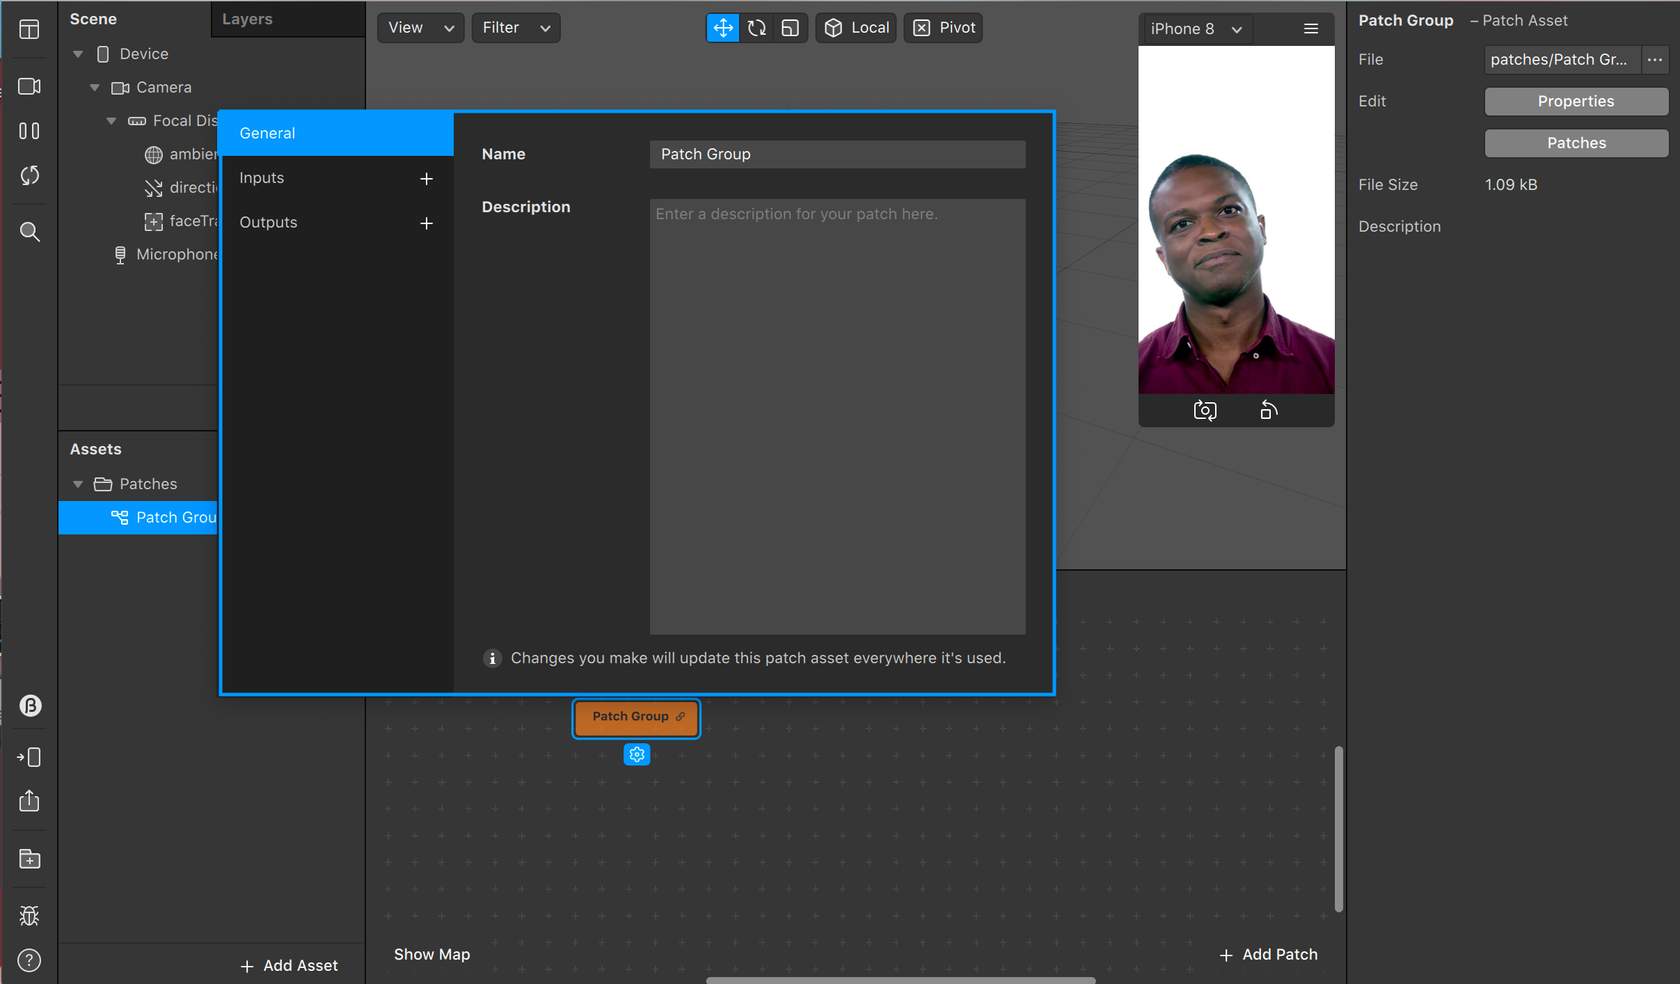 Scene
Layers
Device
Camera
Focal Dis
ambier
directi
faceTra
Microphone
Assets
Patches
Patch Grou
+ Add Asset
View
Filter
Local
Pivot
General
Inputs +
Outputs +
Name
Patch Group
Description
Enter a description for your patch here.
Changes you make will update this patch asset everywhere it's used.
Patch Group
Show Map
+ Add Patch
iPhone 8
Patch Group – Patch Asset
File
patches/Patch Gr... ...
Edit
Properties
Patches
File Size
1.09 kB
Description